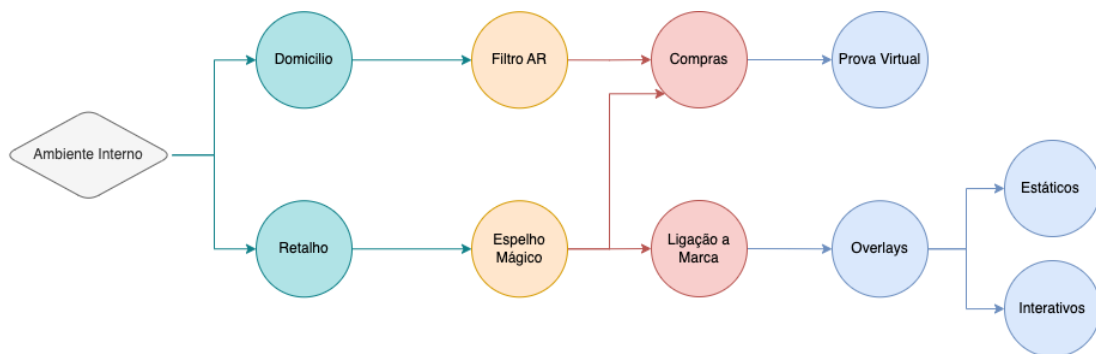 Domicilio
Filtro AR
Compras
Prova Virtual
Ambiente Interno
Retalho
Espelho
Mágico
Ligação a
Marca
Overlays
Estáticos
Interativos